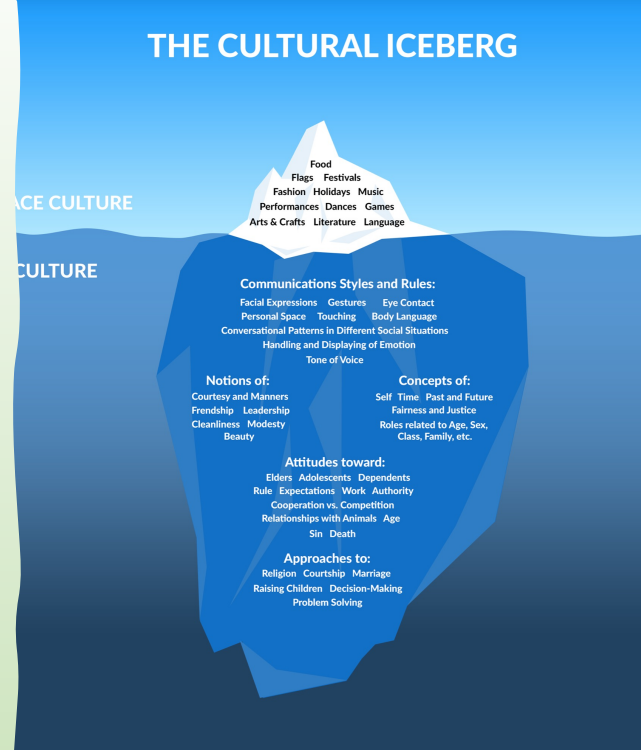 THE CULTURAL ICEBERG
Food
Flags Festivals
Fashion Holidays Music
Performances Dances Games
ACE CULTURE
Arts & Crafts Literature Language
CULTURE
Communications Styles and Rules:
Facial Expressions Gestures Eye Contact
Personal Space Touching Body Language
Conversational Patterns in Different Social Situations
Handling and Displaying of Emotion
Tone of Voice
Notions of:
Courtesy and Manners
Frendship Leadership
Cleanliness Modesty
Beauty
Concepts of:
Self Time Past and Future
Fairness and Justice
Roles related to Age, Sex,
Class, Family, etc.
Attitudes toward:
Elders Adolescents Dependents
Rule Expectations Work Authority
Cooperation vs. Competition
Relationships with Animals Age
Sin Death
Approaches to:
Religion Courtship Marriage
Raising Children Decision-Making
Problem Solving